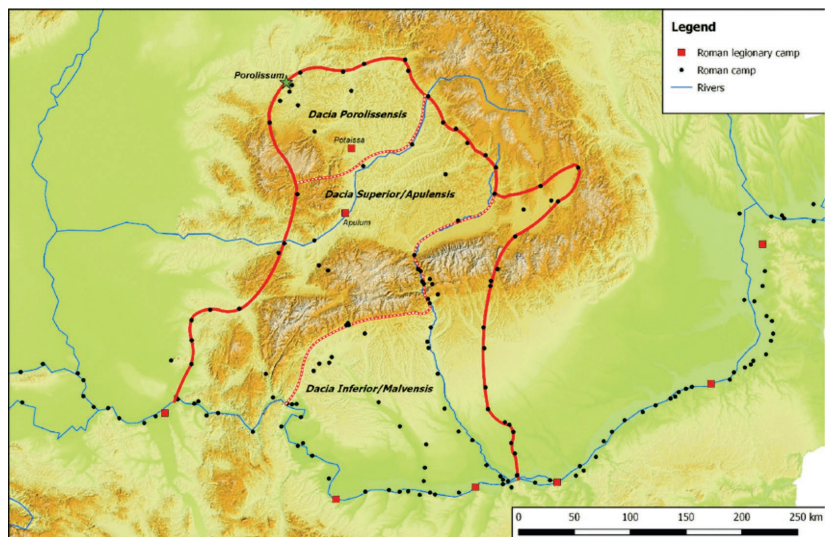 Legend
Roman legionary camp
Roman camp
Rivers
Porolissum
Dacia Porolissensis
Potaissa
Dacia Superior/Apulensis
Apulum
Dacia Inferior/Malvensis
0 50 100 150 200 250 km